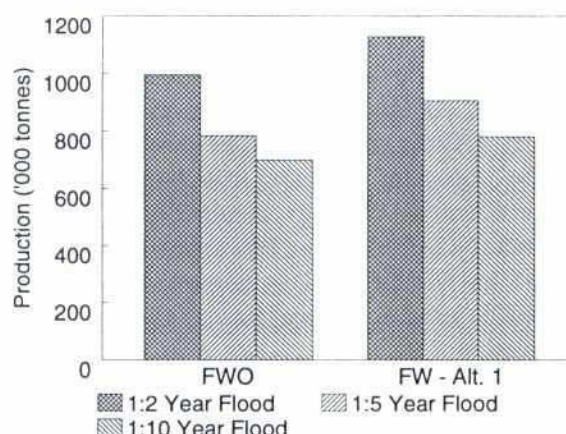 Production ('000 tonnes)
1200
1000
800
600
400
200
0
FWO FW - Alt. 1
1:2 Year Flood 1:5 Year Flood
1:10 Year Flood